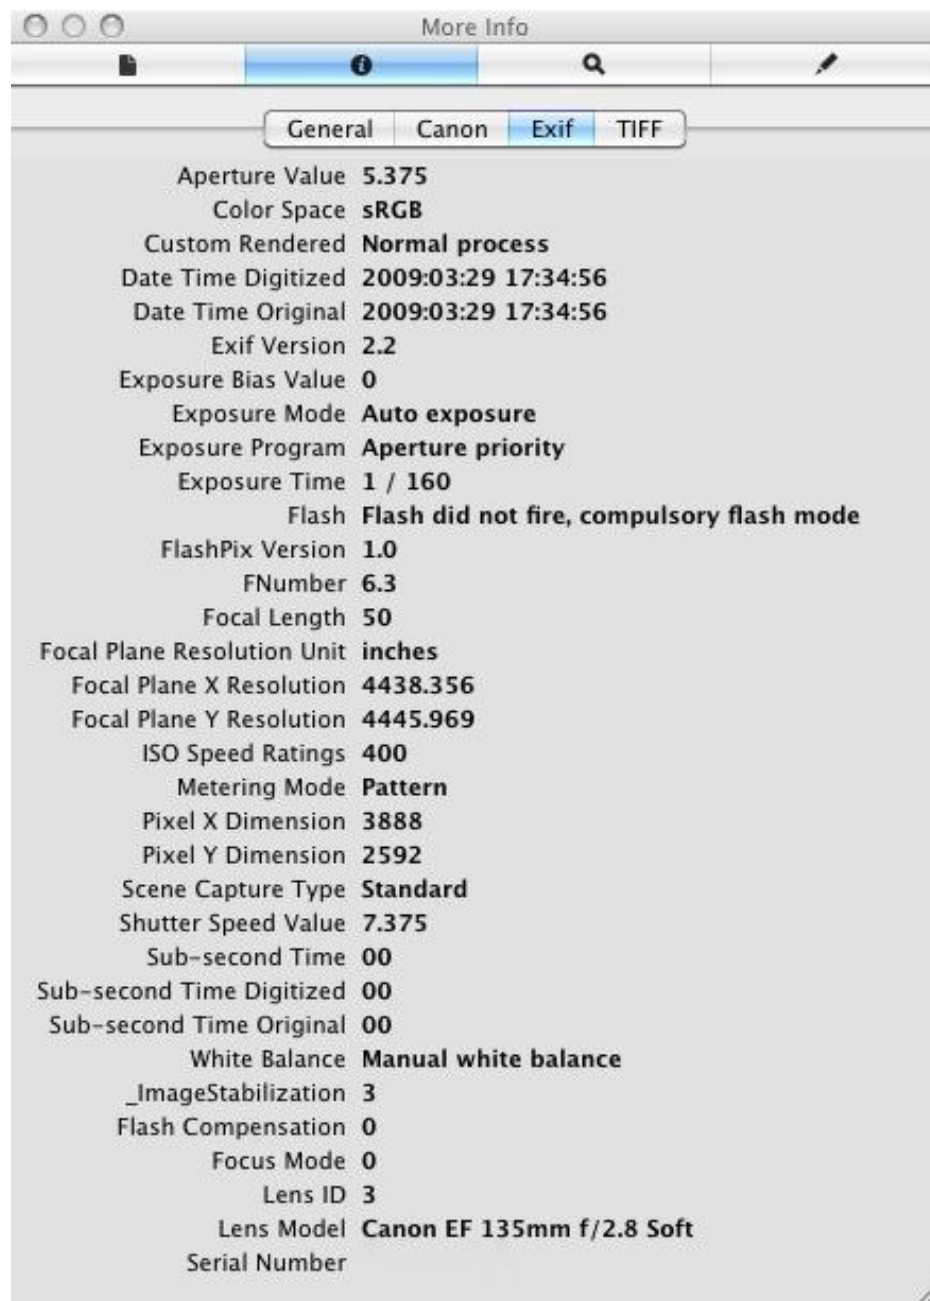 More Info
General Canon Exif TIFF
Aperture Value 5.375
Color Space sRGB
Custom Rendered Normal process
Date Time Digitized 2009:03:29 17:34:56
Date Time Original 2009:03:29 17:34:56
Exif Version 2.2
Exposure Bias Value 0
Exposure Mode Auto exposure
Exposure Program Aperture priority
Exposure Time 1 / 160
Flash Flash did not fire, compulsory flash mode
FlashPix Version 1.0
FNumber 6.3
Focal Length 50
Focal Plane Resolution Unit inches
Focal Plane X Resolution 4438.356
Focal Plane Y Resolution 4445.969
ISO Speed Ratings 400
Metering Mode Pattern
Pixel X Dimension 3888
Pixel Y Dimension 2592
Scene Capture Type Standard
Shutter Speed Value 7.375
Sub-second Time 00
Sub-second Time Digitized 00
Sub-second Time Original 00
White Balance Manual white balance
_ImageStabilization 3
Flash Compensation 0
Focus Mode 0
Lens ID 3
Lens Model Canon EF 135mm f/2.8 Soft
Serial Number